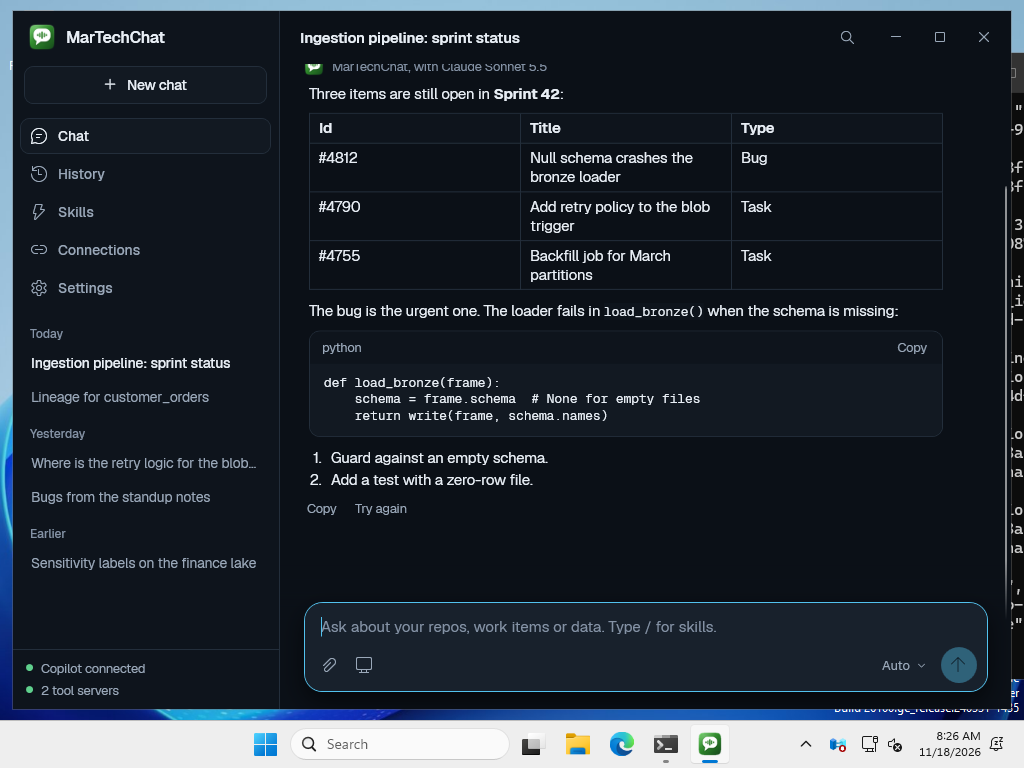 MarTechChat
Ingestion pipeline: sprint status
New chat
Chat
History
Skills
Connections
Settings
Today
Ingestion pipeline: sprint status
Lineage for customer_orders
Yesterday
Where is the retry logic for the blob...
Bugs from the standup notes
Earlier
Sensitivity labels on the finance lake
Copilot connected
2 tool servers
MarTechChat, with Claude Sonnet 5.5
Three items are still open in Sprint 42:
Id Title Type
#4812 Null schema crashes the bronze loader Bug
#4790 Add retry policy to the blob trigger Task
#4755 Backfill job for March partitions Task
The bug is the urgent one. The loader fails in load_bronze() when the schema is missing:
python Copy
def load_bronze(frame):
schema = frame.schema # None for empty files
return write(frame, schema.names)
1. Guard against an empty schema.
2. Add a test with a zero-row file.
Copy Try again
Ask about your repos, work items or data. Type / for skills.
Auto
Search
8:26 AM
11/18/2026